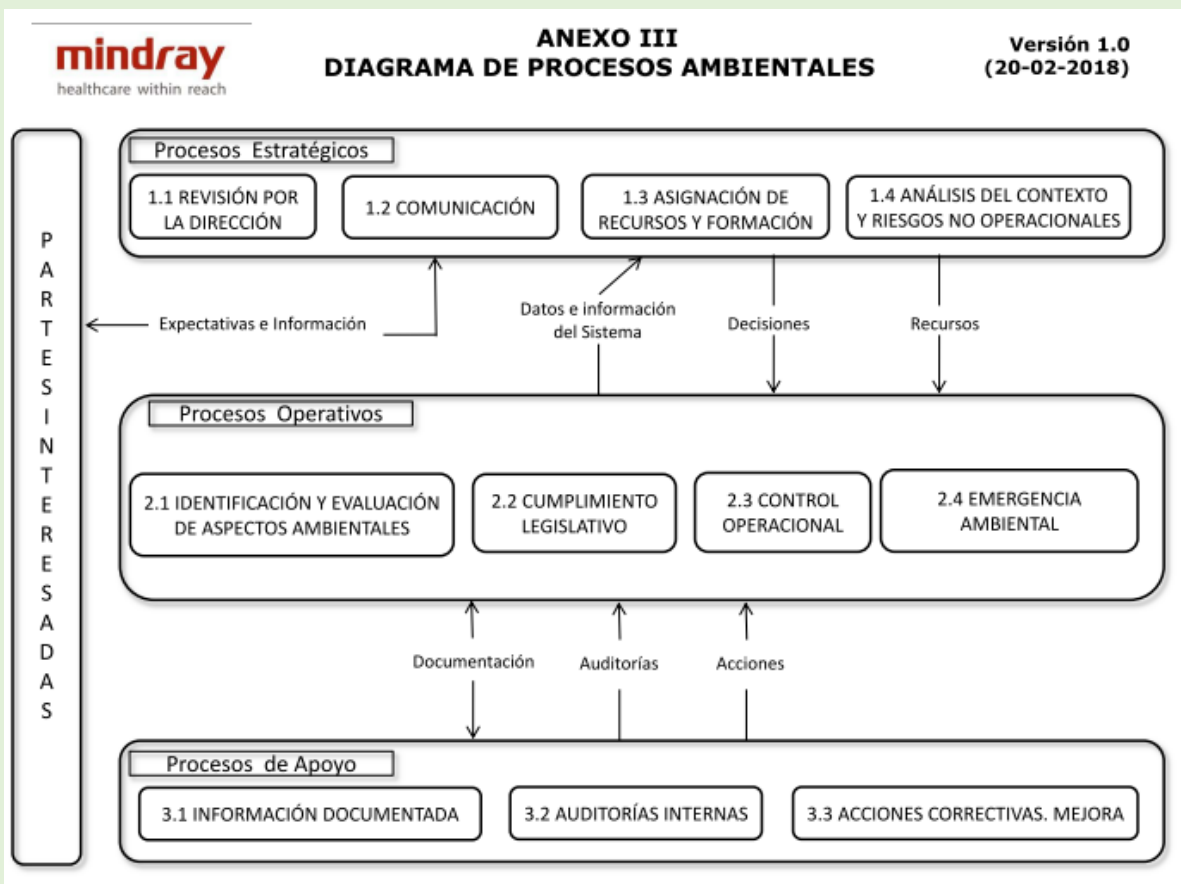 mindray
healthcare within reach
ANEXO III
DIAGRAMA DE PROCESOS AMBIENTALES
Versión 1.0
(20-02-2018)
PARTESINTERESADAS
Procesos Estratégicos
1.1 REVISIÓN POR
LA DIRECCIÓN
1.2 COMUNICACIÓN
1.3 ASIGNACIÓN DE
RECURSOS Y FORMACIÓN
1.4 ANÁLISIS DEL CONTEXTO
Y RIESGOS NO OPERACIONALES
Expectativas e Información
Datos e información
del Sistema
Decisiones
Recursos
Procesos Operativos
2.1 IDENTIFICACIÓN Y EVALUACIÓN
DE ASPECTOS AMBIENTALES
2.2 CUMPLIMIENTO
LEGISLATIVO
2.3 CONTROL
OPERACIONAL
2.4 EMERGENCIA
AMBIENTAL
Documentación
Auditorías
Acciones
Procesos de Apoyo
3.1 INFORMACIÓN DOCUMENTADA
3.2 AUDITORÍAS INTERNAS
3.3 ACCIONES CORRECTIVAS. MEJORA